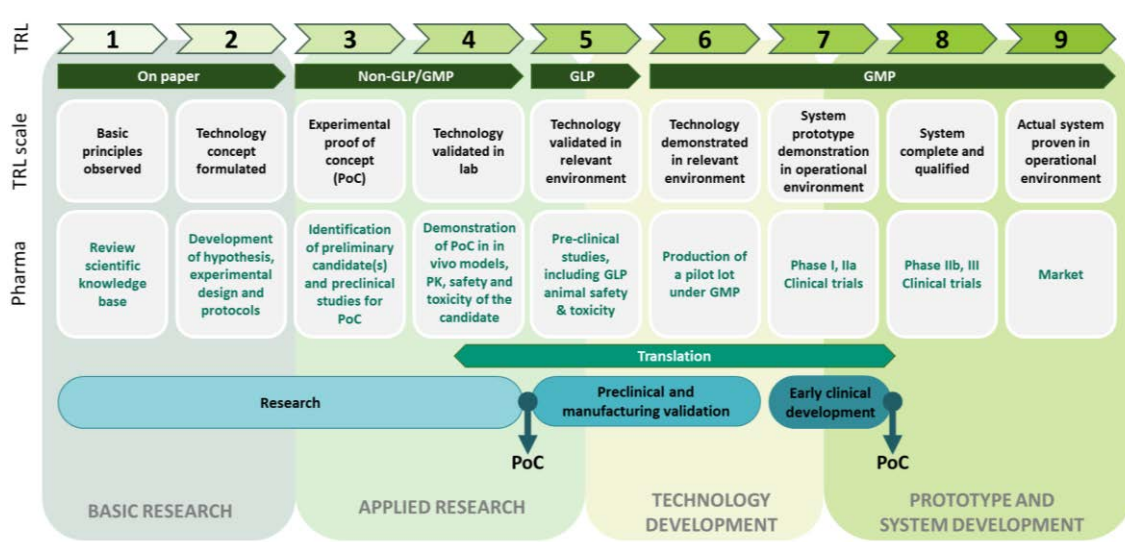 TRL
1
2
3
4
5
6
7
8
9
On paper
Non-GLP/GMP
GLP
GMP
TRL scale
Basic
principles
observed
Technology
concept
formulated
Experimental
proof of
concept
(PoC)
Technology
validated in
lab
Technology
validated in
relevant
environment
Technology
demonstrated
in relevant
environment
System
prototype
demonstration
in operational
environment
System
complete and
qualified
Actual system
proven in
operational
environment
Pharma
Review
scientific
knowledge
base
Development
of hypothesis,
experimental
design and
protocols
Identification
of preliminary
candidate(s)
and preclinical
studies for
PoC
Demonstration
of PoC in in
vivo models,
PK, safety and
toxicity of the
candidate
Pre-clinical
studies,
including GLP
animal safety
& toxicity
Production of
a pilot lot
under GMP
Phase I, IIa
Clinical trials
Phase IIb, III
Clinical trials
Market
Translation
Research
Preclinical and
manufacturing validation
Early clinical
development
PoC
PoC
BASIC RESEARCH
APPLIED RESEARCH
TECHNOLOGY
DEVELOPMENT
PROTOTYPE AND
SYSTEM DEVELOPMENT